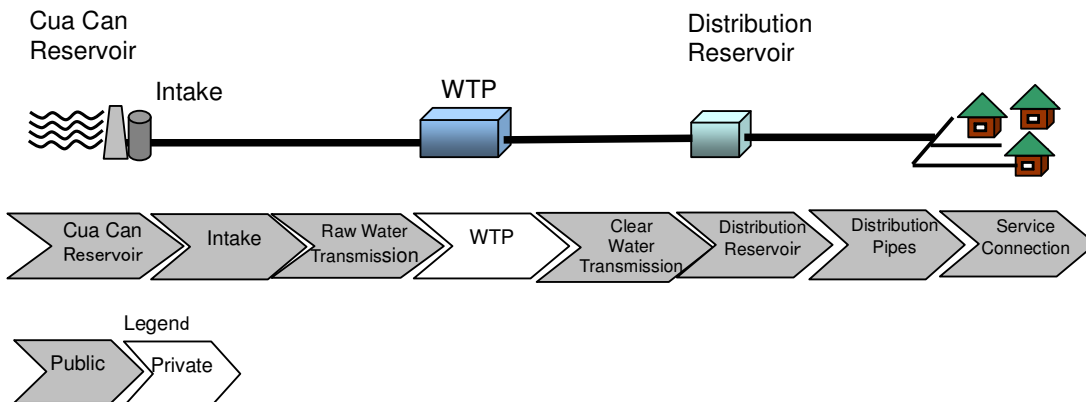 Cua Can
Reservoir
Distribution
Reservoir
Intake
WTP
Cua Can
Reservoir
Intake
Raw Water
Transmission
WTP
Clear
Water
Transmission
Distribution
Reservoir
Distribution
Pipes
Service
Connection
Legend
Public
Private